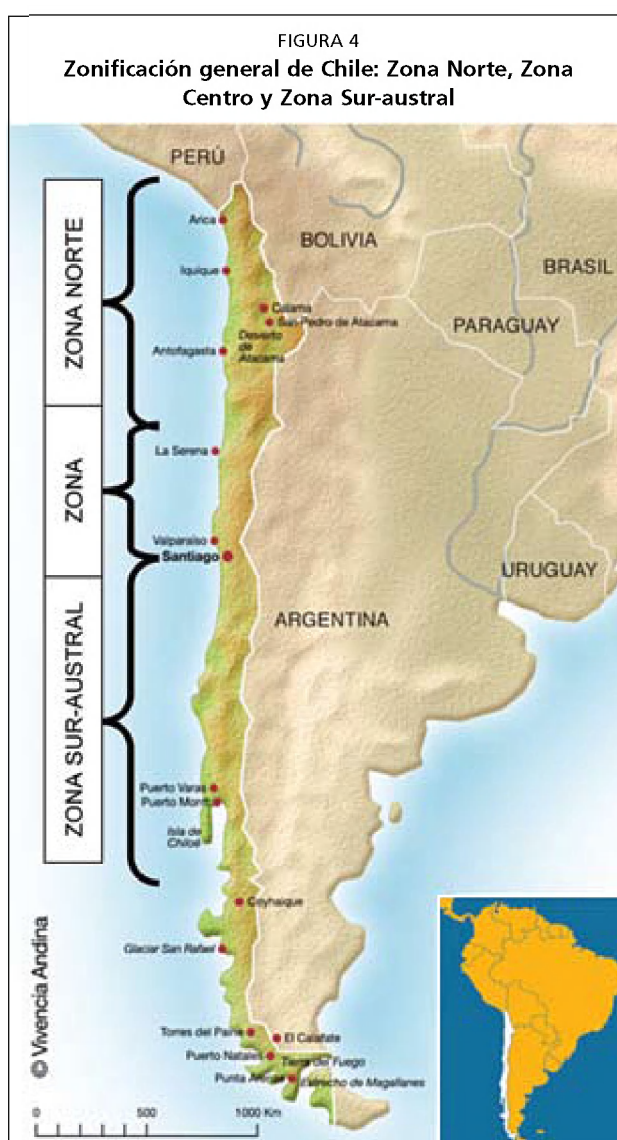 FIGURA 4
Zonificación general de Chile: Zona Norte, Zona
Centro y Zona Sur-austral
PERÚ
Arica
BOLIVIA
Iquique
BRASIL
ZONA NORTE
Calama
San Pedro de Atacama
PARAGUAY
Desierto
de
Atacama
Antofagasta
La Serena
ZONA
Valparaíso
Santiago
URUGUAY
ARGENTINA
ZONA SUR-AUSTRAL
Puerto Varas
Puerto Montt
Isla de
Chiloé
Coyhaique
Glaciar San Rafael
© Vivencia Andina
Torres del Paine
El Calafate
Puerto Natales
Tierra del Fuego
Punta Arenas
Estrecho de Magallanes
0 500 1000 Km